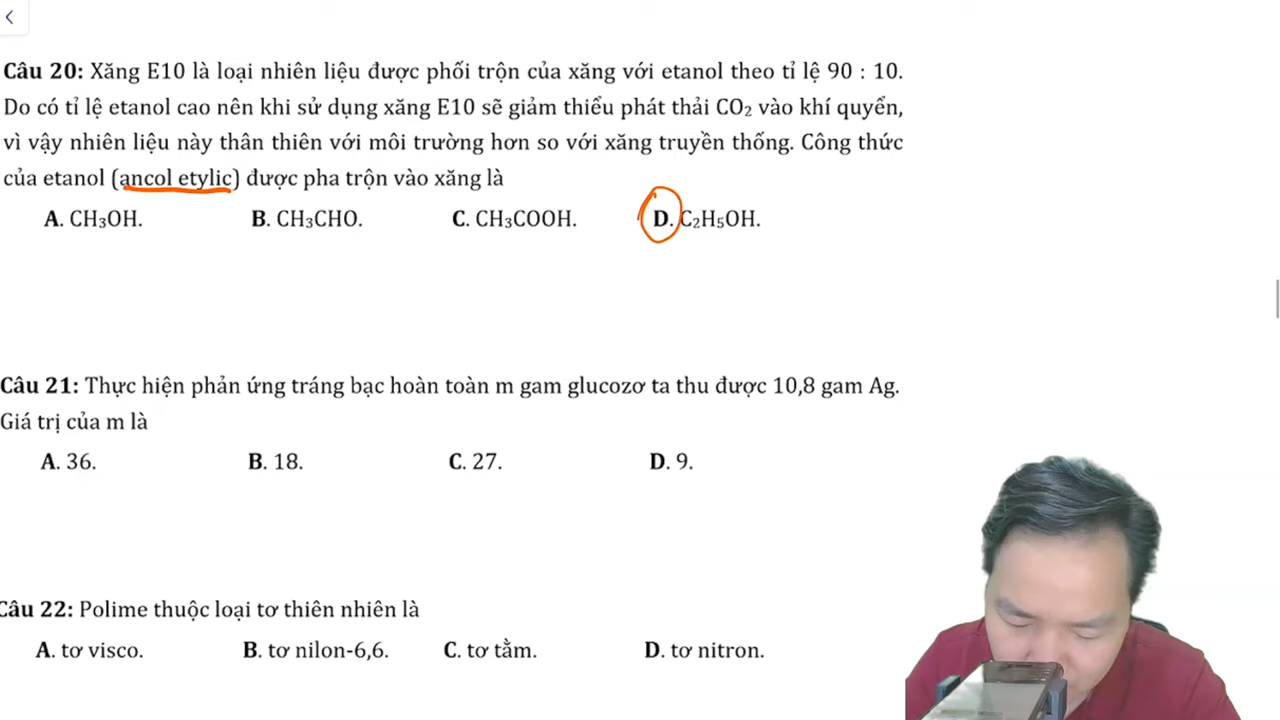 Câu 20: Xăng E10 là loại nhiên liệu được phối trộn của xăng với etanol theo tỉ lệ 90 : 10.
Do có tỉ lệ etanol cao nên khi sử dụng xăng E10 sẽ giảm thiểu phát thải CO₂ vào khí quyển,
vì vậy nhiên liệu này thân thiên với môi trường hơn so với xăng truyền thống. Công thức
của etanol (ancol etylic) được pha trộn vào xăng là
A. CH₃OH. B. CH₃CHO. C. CH₃COOH. D. C₂H₅OH.
Câu 21: Thực hiện phản ứng tráng bạc hoàn toàn m gam glucozơ ta thu được 10,8 gam Ag.
Giá trị của m là
A. 36. B. 18. C. 27. D. 9.
Câu 22: Polime thuộc loại tơ thiên nhiên là
A. tơ visco. B. tơ nilon-6,6. C. tơ tằm. D. tơ nitron.